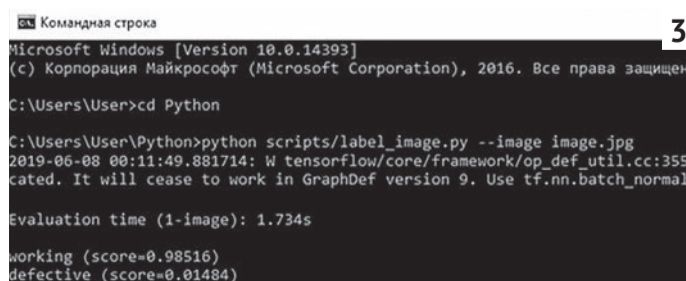 Командная строка
3
Microsoft Windows [Version 10.0.14393]
(c) Корпорация Майкрософт (Microsoft Corporation), 2016. Все права защищен
C:\Users\User>cd Python
C:\Users\User\Python>python scripts/label_image.py --image image.jpg
2019-06-08 00:11:49.881714: W tensorflow/core/framework/op_def_util.cc:355
cated. It will cease to work in GraphDef version 9. Use tf.nn.batch_normal
Evaluation time (1-image): 1.734s
working (score=0.98516)
defective (score=0.01484)